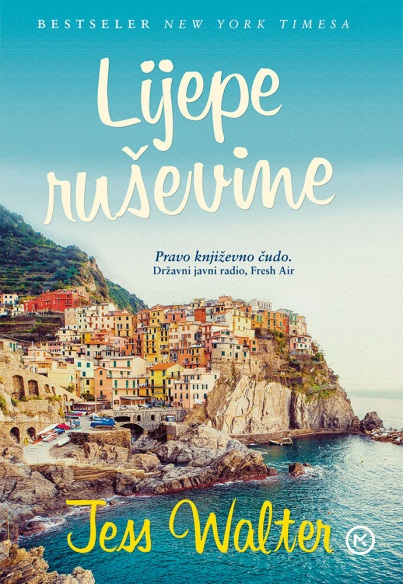 BESTSELER NEW YORK TIMESA
Lijepe
ruševine
Pravo književno čudo.
Državni javni radio, Fresh Air
Jess Walter